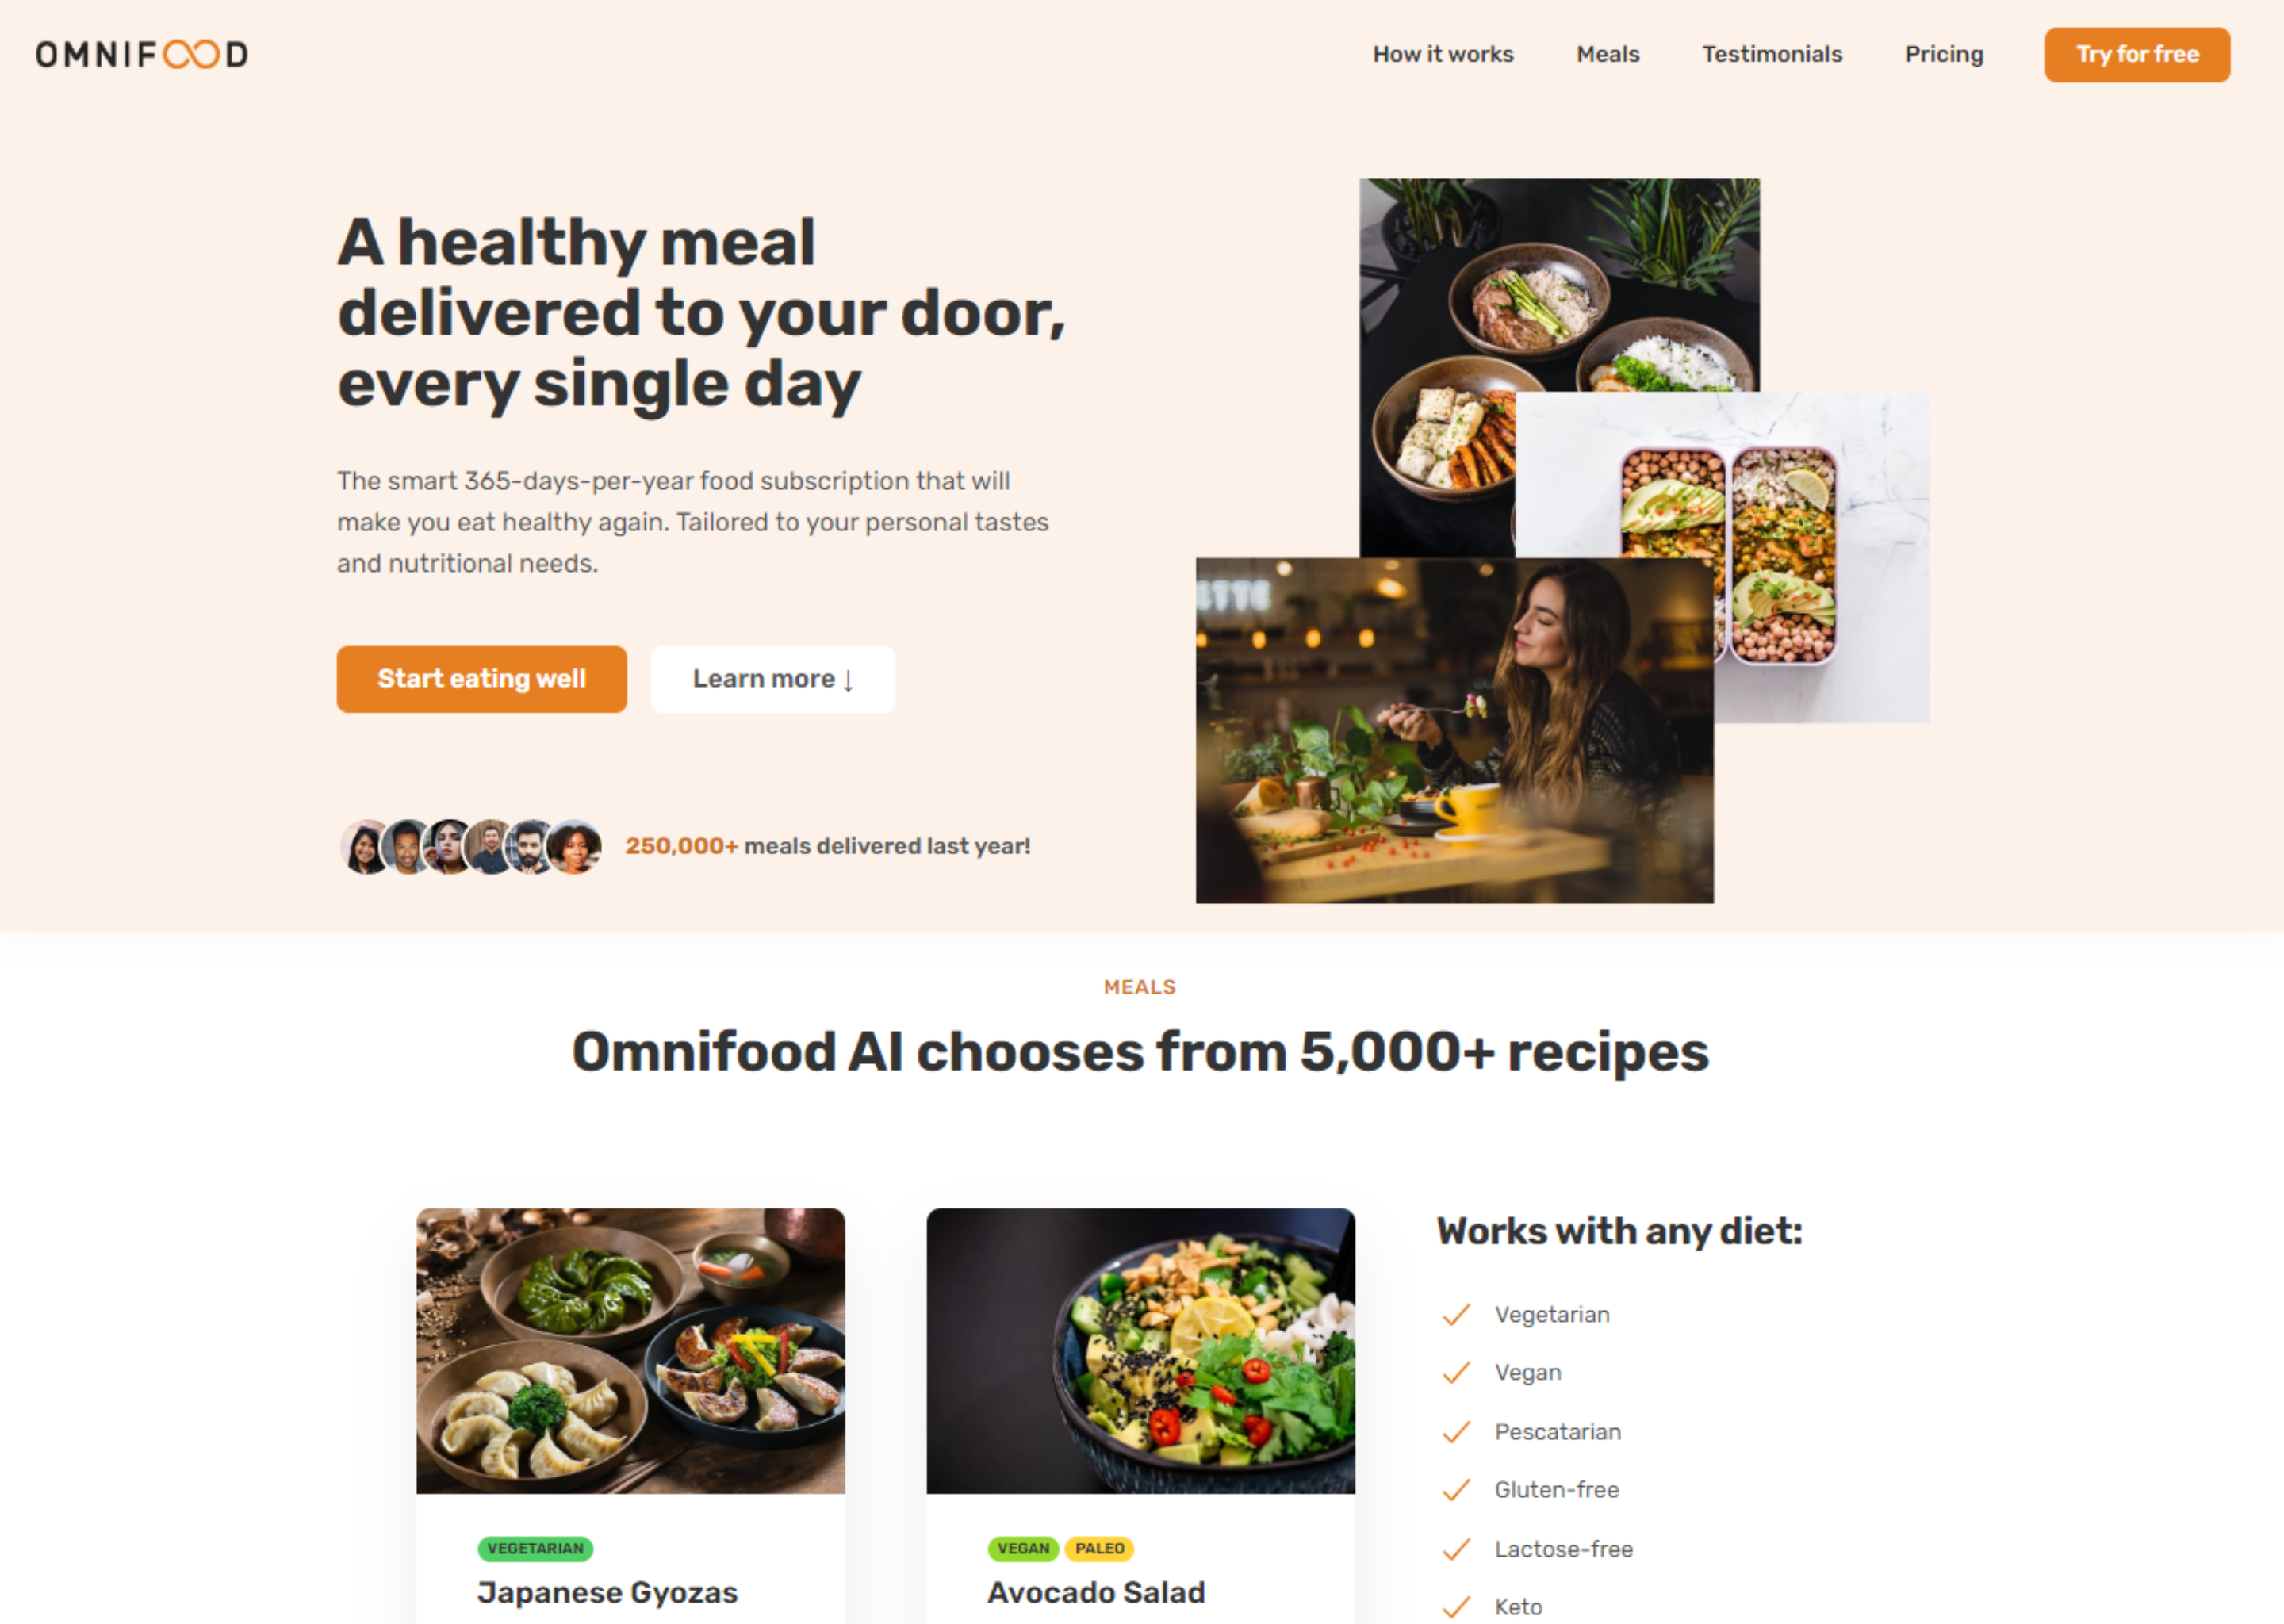 OMNIFOOD
How it works Meals Testimonials Pricing Try for free
A healthy meal
delivered to your door,
every single day
The smart 365-days-per-year food subscription that will
make you eat healthy again. Tailored to your personal tastes
and nutritional needs.
Start eating well
Learn more ↓
ETTE
250,000+ meals delivered last year!
MEALS
Omnifood AI chooses from 5,000+ recipes
VEGETARIAN
Japanese Gyozas
VEGAN PALEO
Avocado Salad
Works with any diet:
Vegetarian
Vegan
Pescatarian
Gluten-free
Lactose-free
Keto